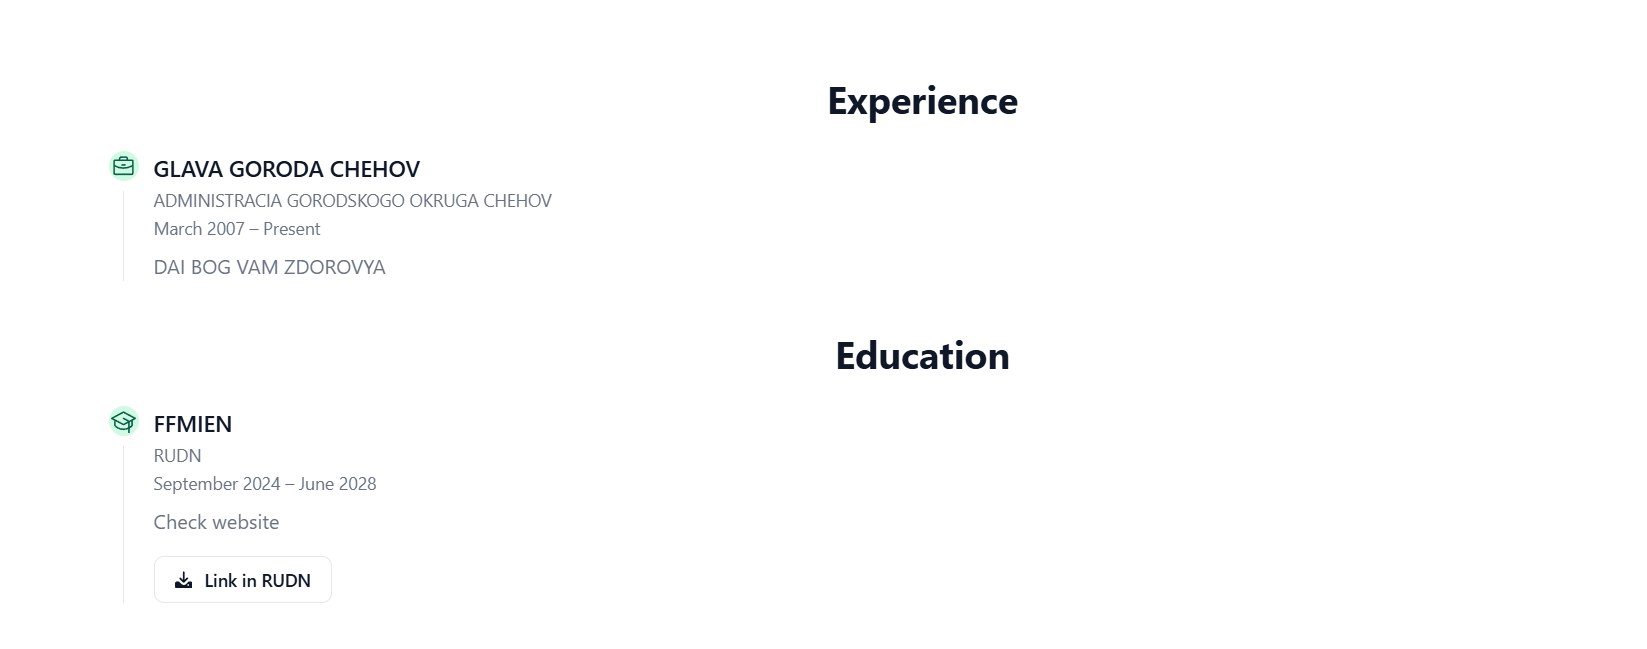 Experience
GLAVA GORODA CHEHOV
ADMINISTRACIA GORODSKOGO OKRUGA CHEHOV
March 2007 – Present
DAI BOG VAM ZDOROVYA
Education
FFMIEN
RUDN
September 2024 – June 2028
Check website
Link in RUDN